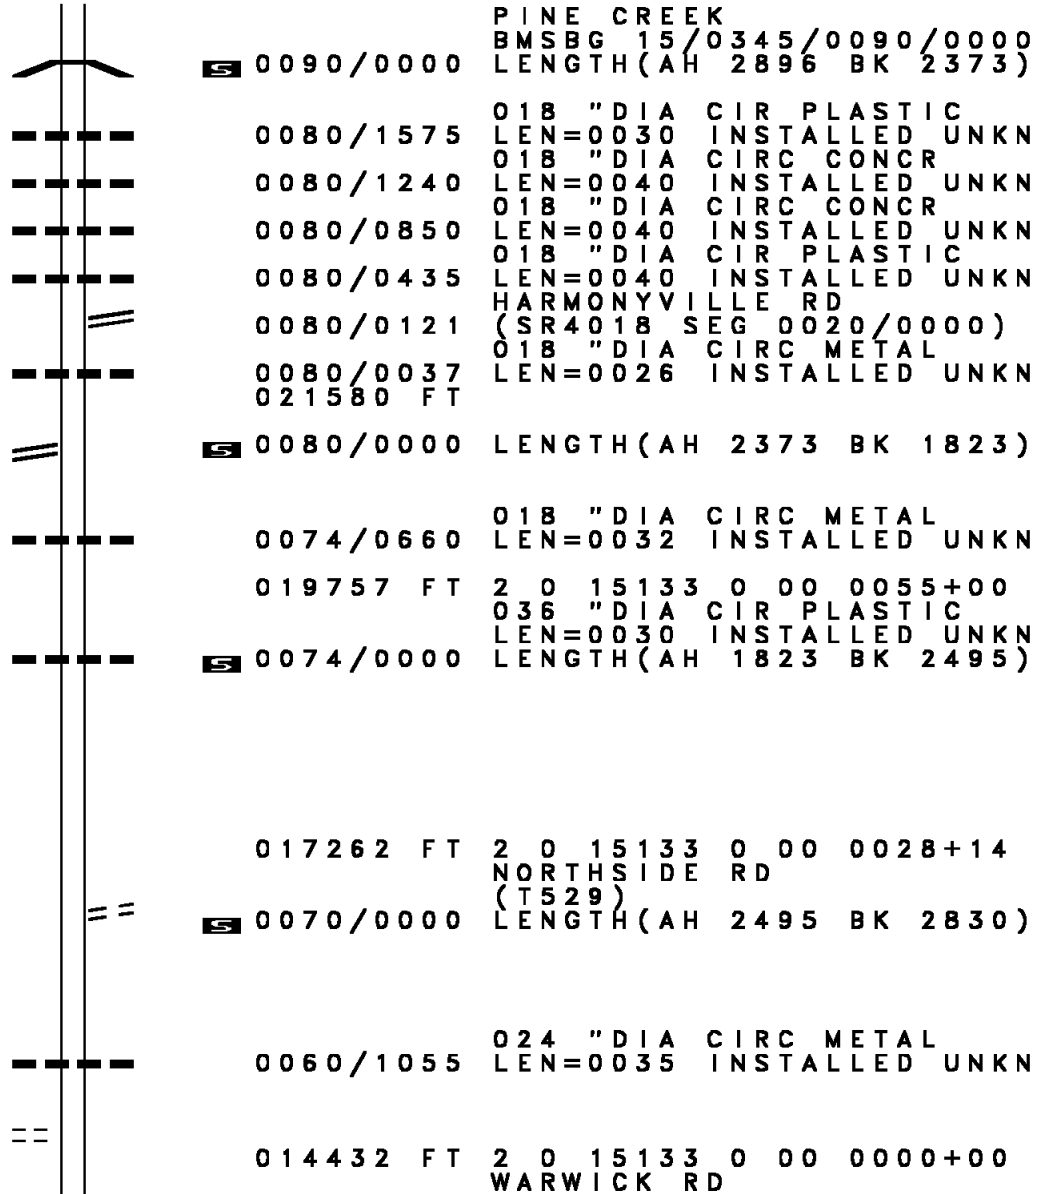 PINE CREEK
BMSBG 15/0345/0090/0000
S 0090/0000 LENGTH(AH 2896 BK 2373)
018 "DIA CIR PLASTIC
0080/1575 LEN=0030 INSTALLED UNKN
018 "DIA CIRC CONCR
0080/1240 LEN=0040 INSTALLED UNKN
018 "DIA CIRC CONCR
0080/0850 LEN=0040 INSTALLED UNKN
018 "DIA CIR PLASTIC
0080/0435 LEN=0040 INSTALLED UNKN
HARMONYVILLE RD
0080/0121 (SR4018 SEG 0020/0000)
018 "DIA CIRC METAL
0080/0037 LEN=0026 INSTALLED UNKN
021580 FT
S 0080/0000 LENGTH(AH 2373 BK 1823)
018 "DIA CIRC METAL
0074/0660 LEN=0032 INSTALLED UNKN
019757 FT 2 0 15133 0 00 0055+00
036 "DIA CIR PLASTIC
LEN=0030 INSTALLED UNKN
S 0074/0000 LENGTH(AH 1823 BK 2495)
017262 FT 2 0 15133 0 00 0028+14
NORTHSIDE RD
(T529)
S 0070/0000 LENGTH(AH 2495 BK 2830)
024 "DIA CIRC METAL
0060/1055 LEN=0035 INSTALLED UNKN
014432 FT 2 0 15133 0 00 0000+00
WARWICK RD